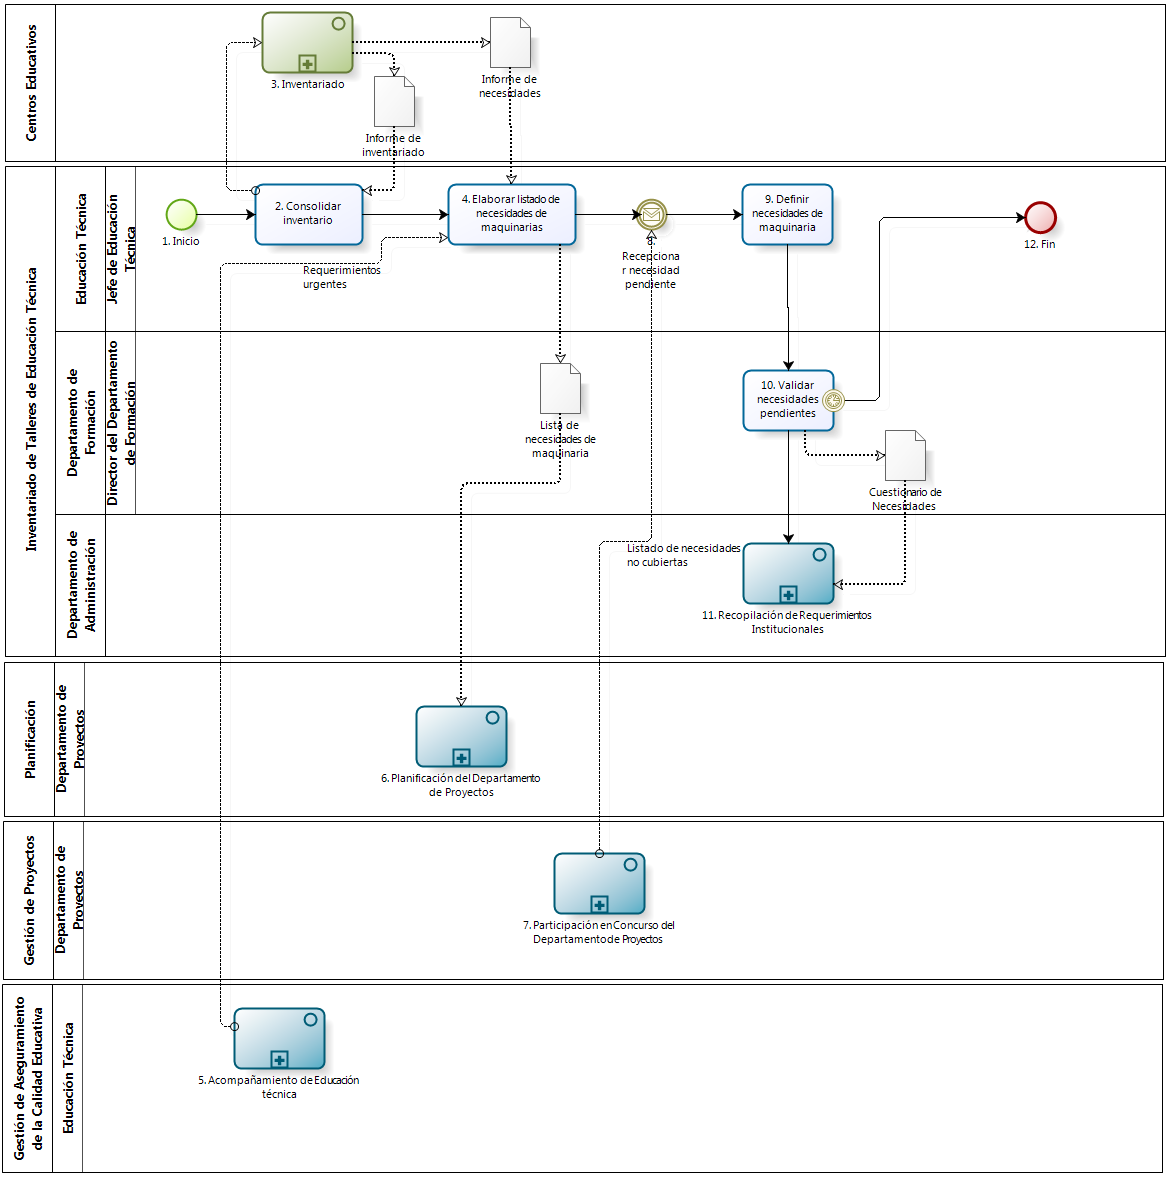 Centros Educativos
3. Inventariado
Informe de
necesidades
Informe de
inventariado
Inventariado de Talleres de Educación Técnica
Educación Técnica
Jefe de Educación
Técnica
1. Inicio
2. Consolidar
inventario
4. Elaborar listado de
necesidades de
maquinarias
8.
Recepciona
r necesidad
pendiente
9. Definir
necesidades de
maquinaria
12. Fin
Requerimientos
urgentes
Departamento de
Formación
Director del Departamento
de Formación
Lista de
necesidades de
maquinaria
10. Validar
necesidades
pendientes
Cuestionario de
Necesidades
Departamento de
Administración
Listado de necesidades
no cubiertas
11. Recopilación de Requerimientos
Institucionales
Planificación
Departamento de
Proyectos
6. Planificación del Departamento
de Proyectos
Gestión de Proyectos
Departamento de
Proyectos
7. Participación en Concurso del
Departamento de Proyectos
Gestión de Aseguramiento
de la Calidad Educativa
Educación Técnica
5. Acompañamiento de Educación
técnica